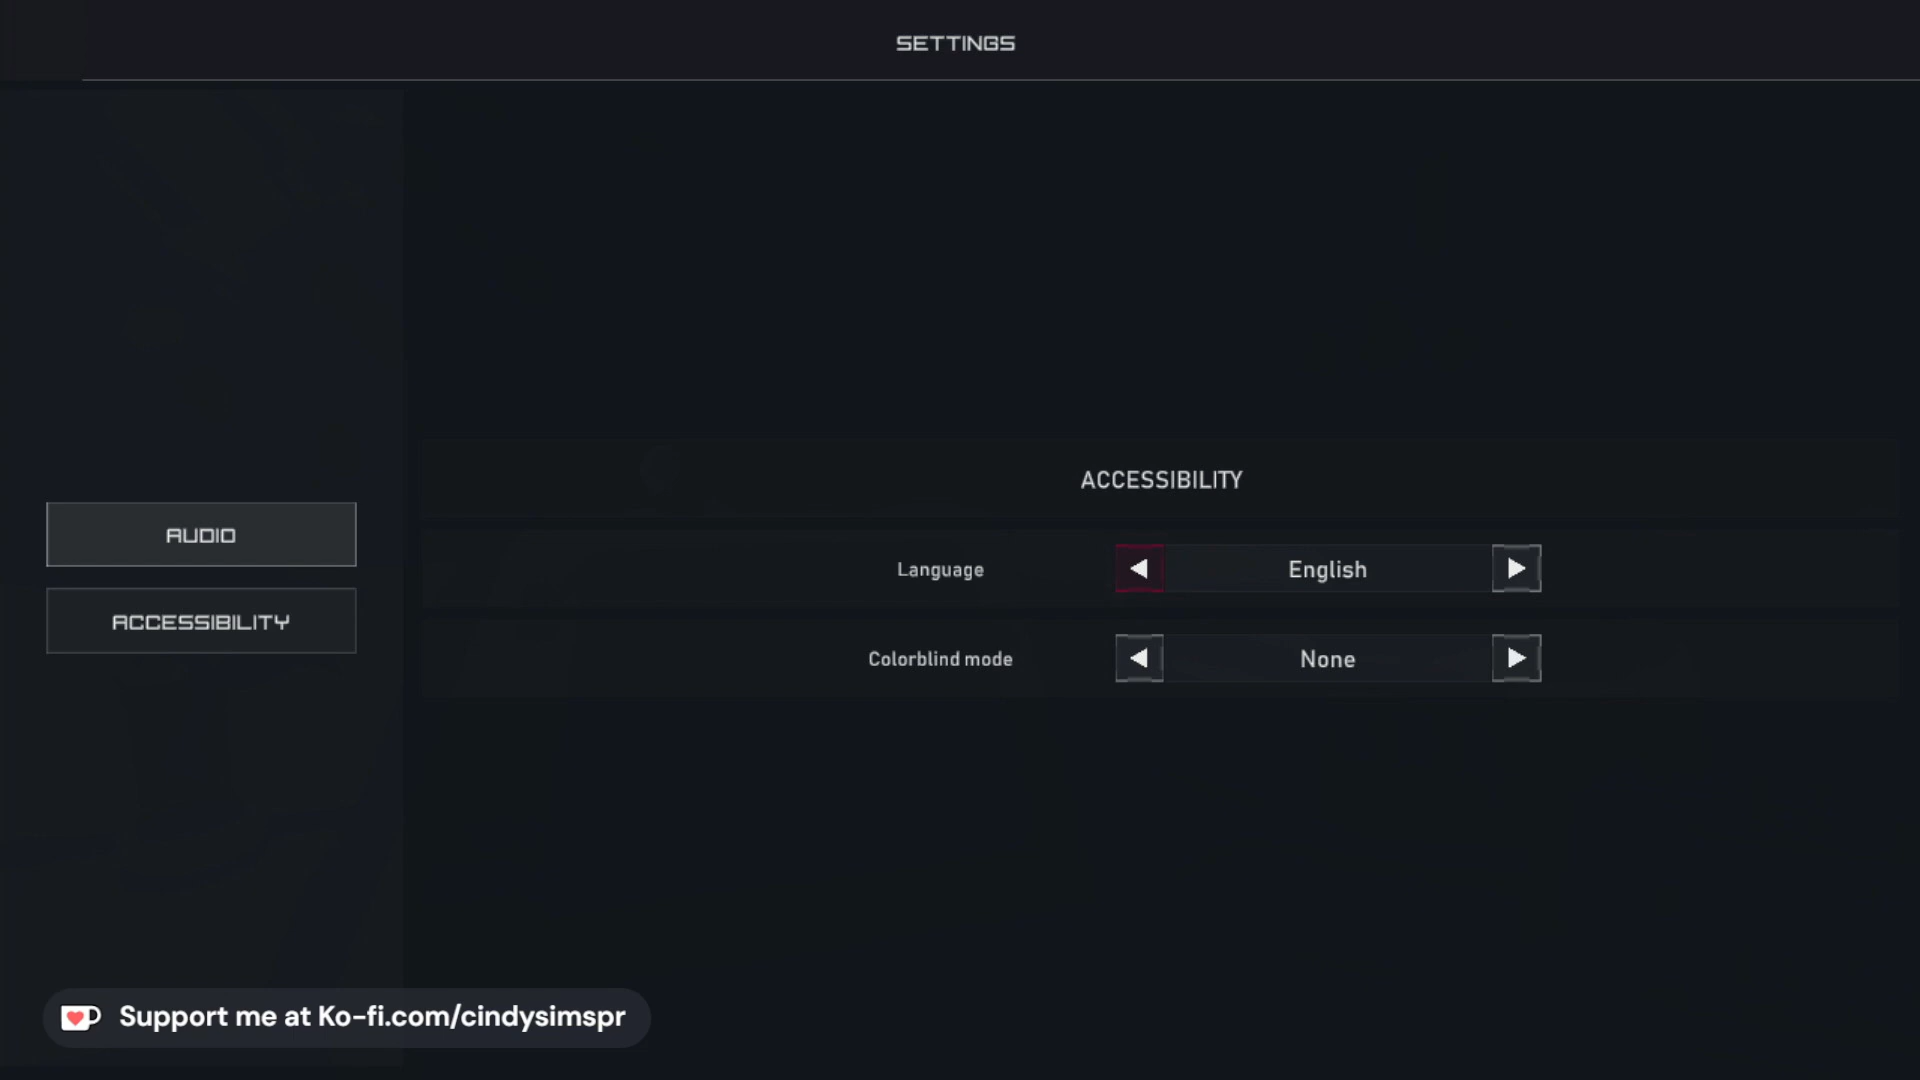 SETTINGS
AUDIO
ACCESSIBILITY
ACCESSIBILITY
Language
English
Colorblind mode
None
Support me at Ko-fi.com/cindysimspr